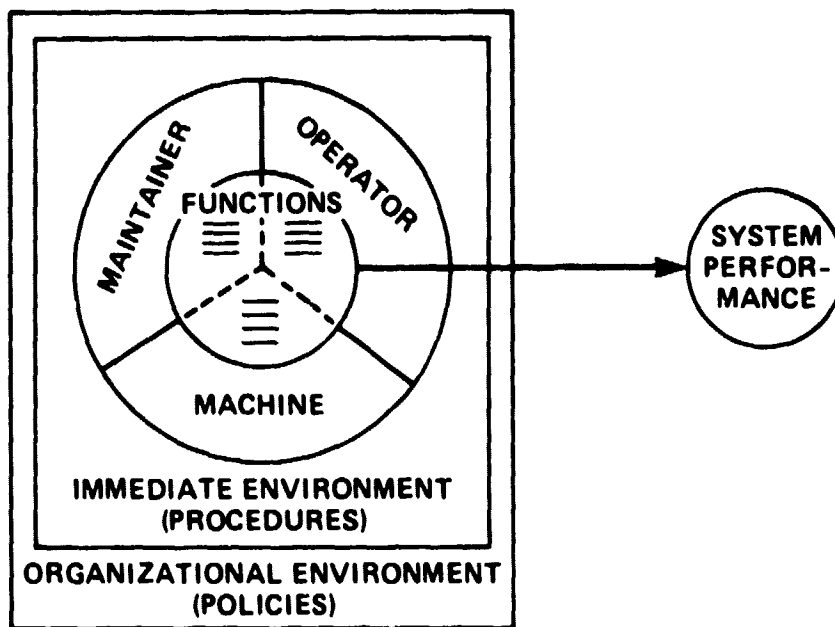 MAINTAINER
OPERATOR
FUNCTIONS
MACHINE
IMMEDIATE ENVIRONMENT
(PROCEDURES)
ORGANIZATIONAL ENVIRONMENT
(POLICIES)
SYSTEM
PERFOR-
MANCE